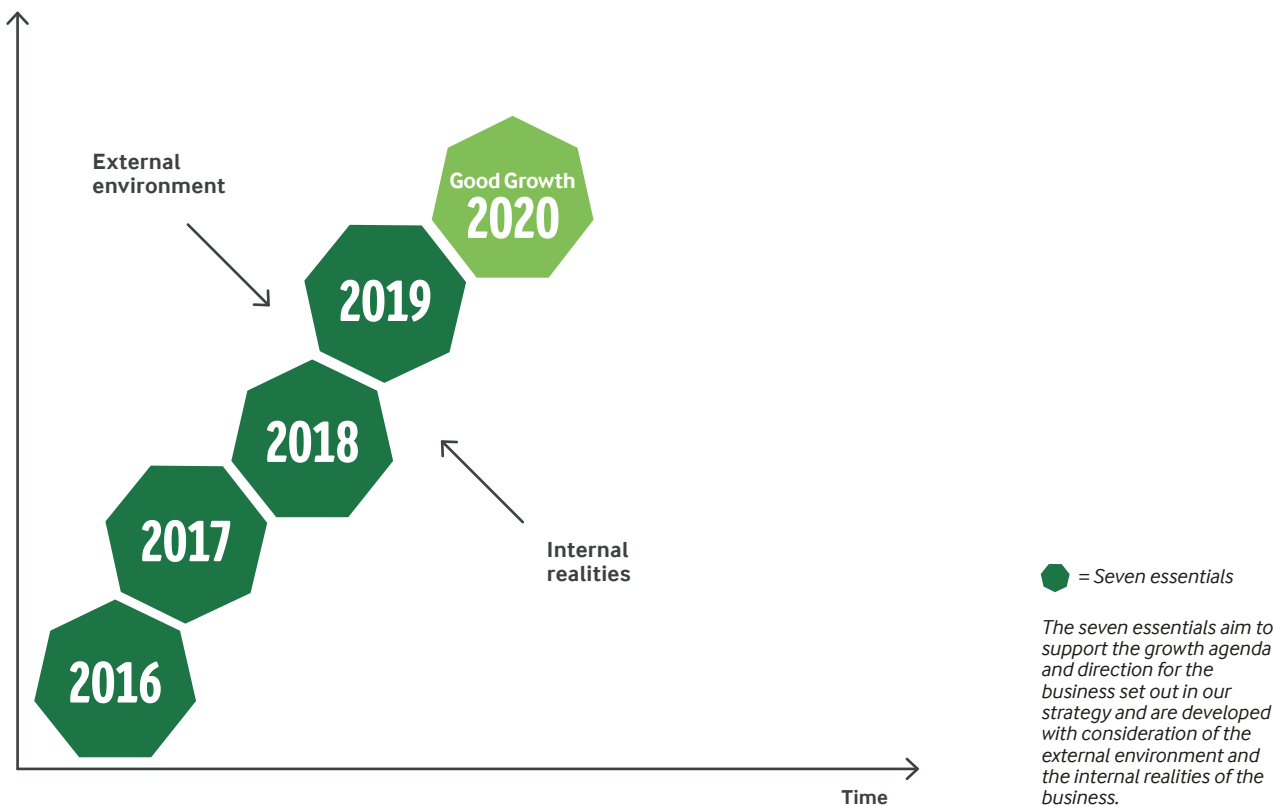 External
environment
Good Growth
2020
2019
2018
2017
2016
Internal
realities
Time
= Seven essentials
The seven essentials aim to
support the growth agenda
and direction for the
business set out in our
strategy and are developed
with consideration of the
external environment and
the internal realities of the
business.